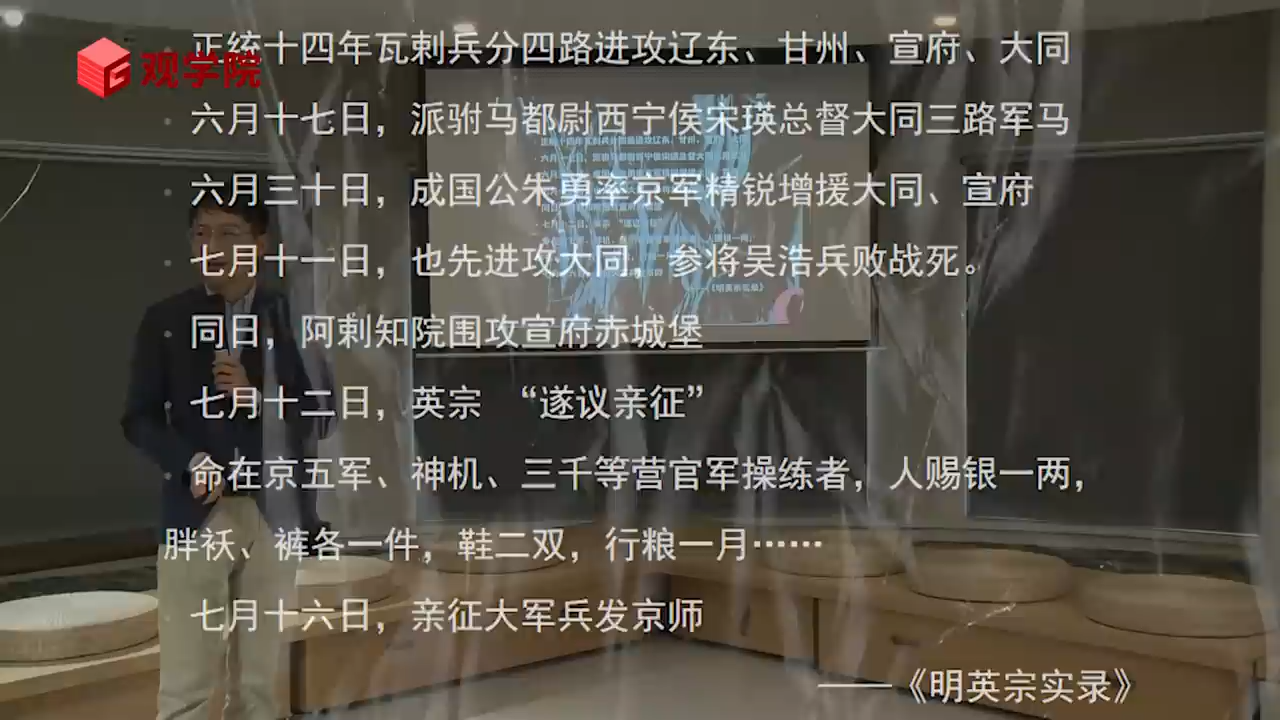 正统十四年瓦剌兵分四路进攻辽东、甘州、宣府、大同
观学院
六月十七日，派驸马都尉西宁侯宋瑛总督大同三路军马
六月三十日，成国公朱勇率京军精锐增援大同、宣府
七月十一日，也先进攻大同，参将吴浩兵败战死。
同日，阿剌知院围攻宣府赤城堡
七月十二日，英宗 “遂议亲征”
命在京五军、神机、三千等营官军操练者，人赐银一两，
胖袄、裤各一件，鞋二双，行粮一月……
七月十六日，亲征大军兵发京师
——《明英宗实录》